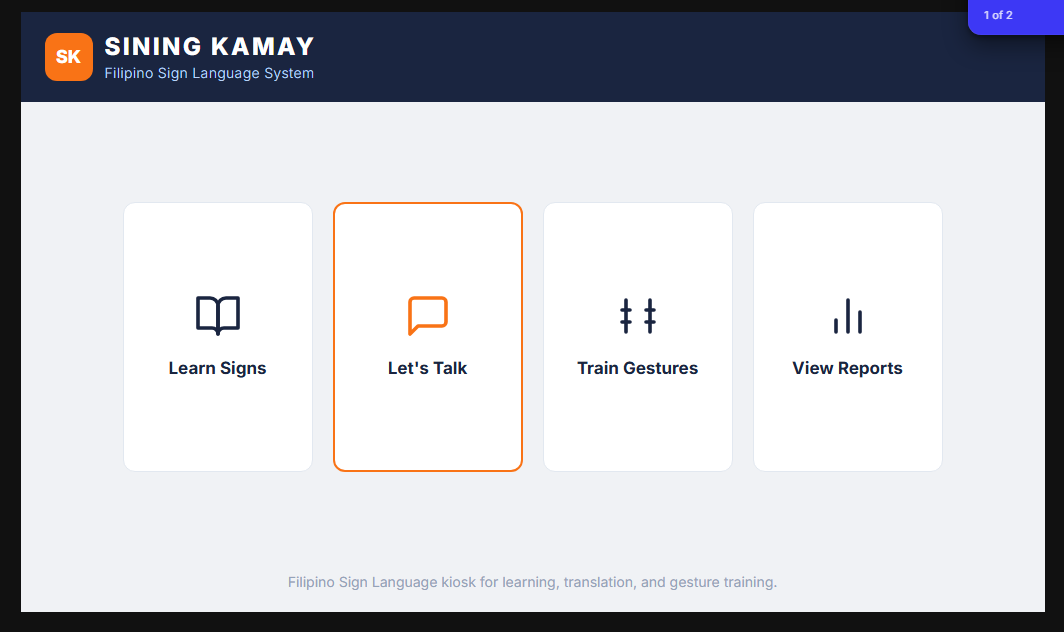 1 of 2
SK
SINING KAMAY
Filipino Sign Language System
Learn Signs
Let's Talk
Train Gestures
View Reports
Filipino Sign Language kiosk for learning, translation, and gesture training.